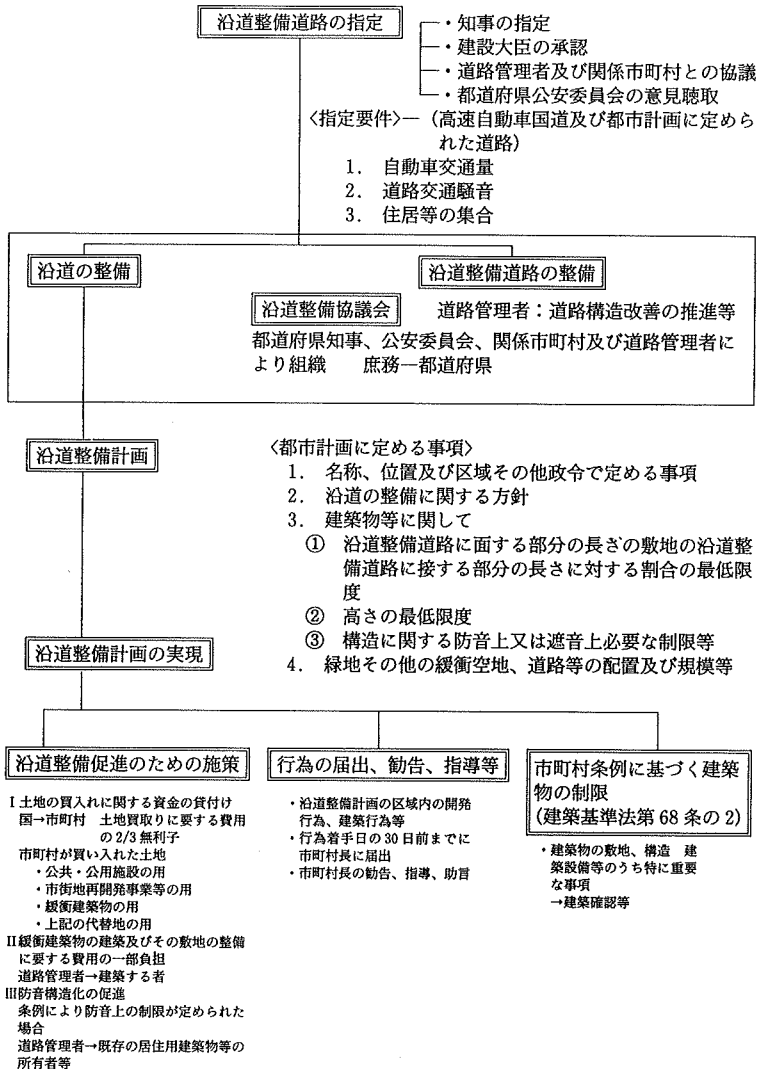 沿道整備道路の指定
・知事の指定
・建設大臣の承認
・道路管理者及び関係市町村との協議
・都道府県公安委員会の意見聴取
〈指定要件〉―(高速自動車国道及び都市計画に定めら
れた道路)
1. 自動車交通量
2. 道路交通騒音
3. 住居等の集合
沿道の整備
沿道整備道路の整備
沿道整備協議会
道路管理者：道路構造改善の推進等
都道府県知事、公安委員会、関係市町村及び道路管理者に
より組織 庶務―都道府県
沿道整備計画
〈都市計画に定める事項〉
1. 名称、位置及び区域その他政令で定める事項
2. 沿道の整備に関する方針
3. 建築物等に関して
① 沿道整備道路に面する部分の長さの敷地の沿道整
備道路に接する部分の長さに対する割合の最低限
度
② 高さの最低限度
③ 構造に関する防音上又は遮音上必要な制限等
4. 緑地その他の緩衝空地、道路等の配置及び規模等
沿道整備計画の実現
沿道整備促進のための施策
Ⅰ土地の買入れに関する資金の貸付け
国→市町村 土地買取りに要する費用
の2/3無利子
市町村が買い入れた土地
・公共・公用施設の用
・市街地再開発事業等の用
・緩衝建築物の用
・上記の代替地の用
Ⅱ緩衝建築物の建築及びその敷地の整備
に要する費用の一部負担
道路管理者→建築する者
Ⅲ防音構造化の促進
条例により防音上の制限が定められた
場合
道路管理者→既存の居住用建築物等の
所有者等
行為の届出、勧告、指導等
・沿道整備計画の区域内の開発
行為、建築行為等
・行為着手日の30日前までに
市町村長に届出
・市町村長の勧告、指導、助言
市町村条例に基づく建築
物の制限
(建築基準法第68条の2)
・建築物の敷地、構造 建
築設備等のうち特に重要
な事項
→建築確認等